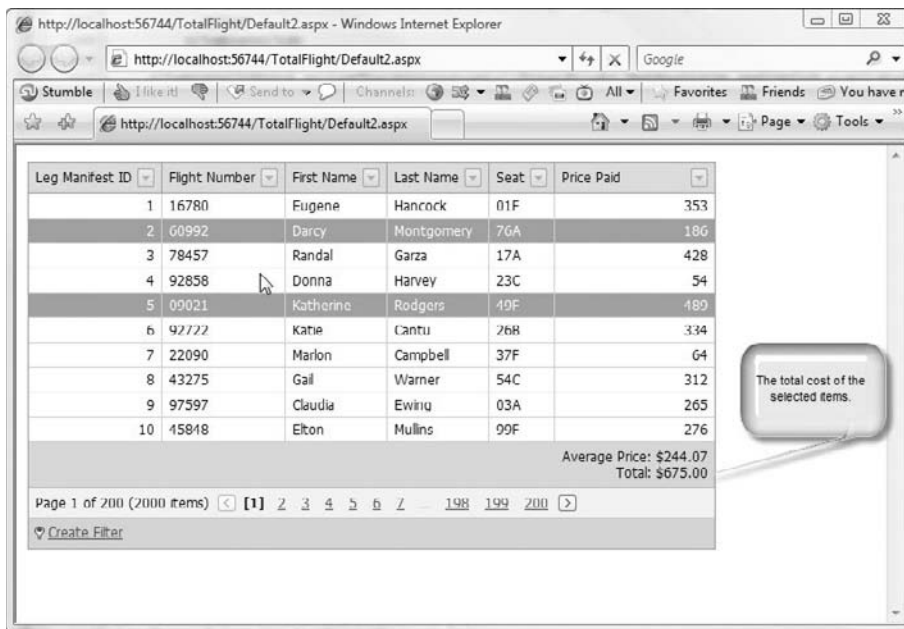 http://localhost:56744/TotalFlight/Default2.aspx - Windows Internet Explorer
http://localhost:56744/TotalFlight/Default2.aspx Google
Stumble I like it! Send to Channels: All Favorites Friends You have r
http://localhost:56744/TotalFlight/Default2.aspx Page Tools
Leg Manifest ID Flight Number First Name Last Name Seat Price Paid
1 16780 Eugene Hancock 01F 353
2 60992 Darcy Montgomery 76A 186
3 78457 Randal Garza 17A 428
4 92858 Donna Harvey 23C 54
5 09021 Katherine Rodgers 49F 489
6 92722 Katie Cantu 26B 334
7 22090 Marlon Campbell 37F 64
8 43275 Gail Warner 54C 312
9 97597 Claudia Ewing 03A 265
10 45848 Elton Mullins 99F 276
The total cost of the
selected items.
Average Price: $244.07
Total: $675.00
Page 1 of 200 (2000 items) [1] 2 3 4 5 6 7 … 198 199 200
Create Filter